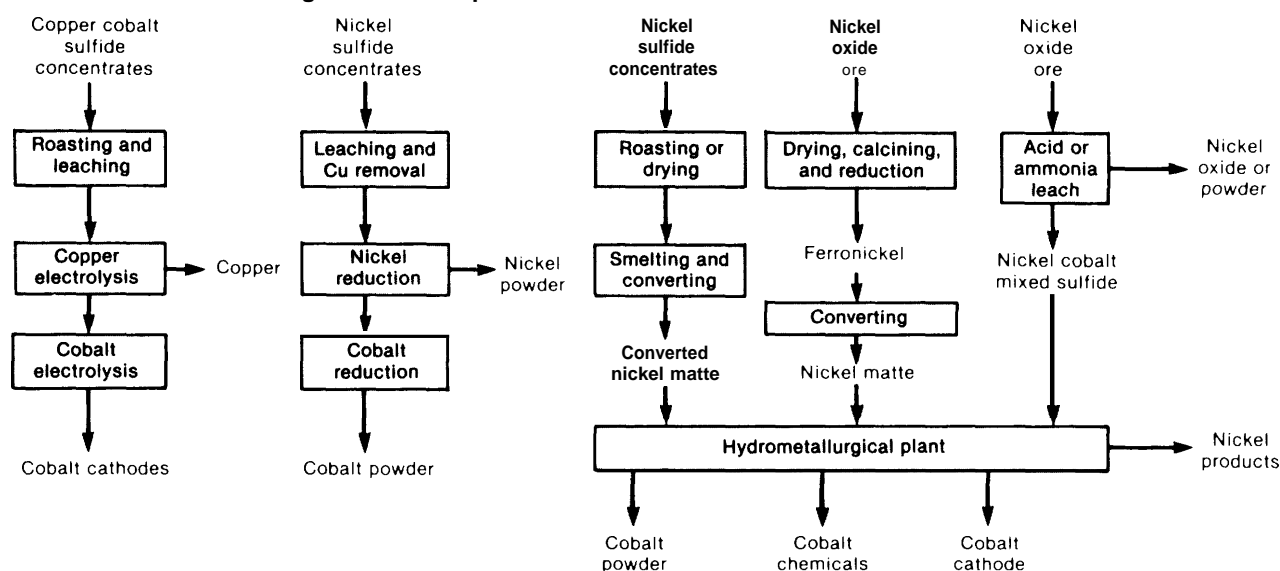 Copper cobalt
sulfide
concentrates
Roasting and
leaching
Copper
electrolysis
Copper
Cobalt
electrolysis
Cobalt cathodes
Nickel
sulfide
concentrates
Leaching and
Cu removal
Nickel
reduction
Nickel
powder
Cobalt
reduction
Cobalt powder
Nickel
sulfide
concentrates
Roasting or
drying
Smelting and
converting
Converted
nickel matte
Nickel
oxide
ore
Drying, calcining,
and reduction
Ferronickel
Converting
Nickel matte
Nickel
oxide
ore
Acid or
ammonia
leach
Nickel
oxide or
powder
Nickel cobalt
mixed sulfide
Hydrometallurgical plant
Nickel
products
Cobalt
powder
Cobalt
chemicals
Cobalt
cathode